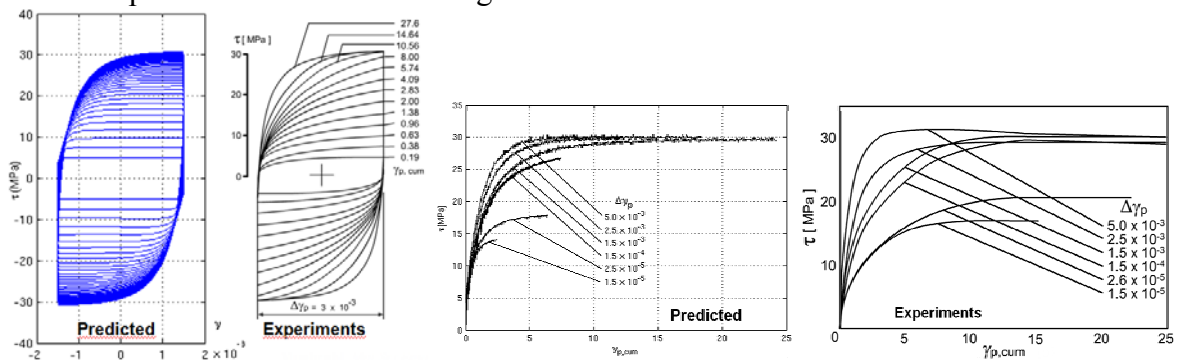 40
30
20
10
0
-10
-20
-30
-40
τ (MPa)
-2
-1
0
1
2
× 10
γ
Predicted
τ [ MPa]
30
20
10
0
27.6
14.64
10.56
8.00
5.74
4.09
2.83
2.00
1.38
0.96
0.63
0.38
0.19
γp, cum
Δγp = 3 x 10⁻³
Experiments
35
30
25
20
15
10
5
0
τ[MPa]
0
5
10
15
20
25
γp,cum
Δγp
5.0 × 10⁻³
2.5 × 10⁻³
1.5 × 10⁻³
1.5 × 10⁻⁴
2.5 × 10⁻⁵
1.5 × 10⁻⁵
Predicted
30
20
10
0
τ [ MPa ]
0
5
10
15
20
25
γp,cum
Δγp
5.0 x 10⁻³
2.5 x 10⁻³
1.5 x 10⁻³
1.5 x 10⁻⁴
2.6 x 10⁻⁵
1.5 x 10⁻⁵
Experiments